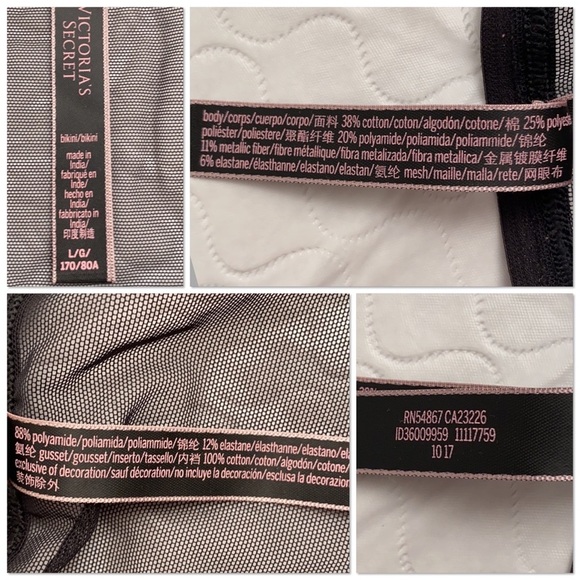 VICTORIA'S
SECRET
bikini/bikini
made in
India/
fabriqué en
Inde/
hecho en
India/
fabbricato in
India/
印度制造
L/G/
170/80A
body/corps/cuerpo/corpo/面料 38% cotton/coton/algodón/cotone/棉 25% polyes
poliéster/poliestere/聚酯纤维 20% polyamide/poliamida/poliammide/锦纶
11% metallic fiber/fibre métallique/fibra metalizada/fibra metallica/金属镀膜纤维
6% elastane/élasthanne/elastano/elastan/氨纶 mesh/maille/malla/rete/网眼布
88% polyamide/poliamida/poliammide/锦纶 12% elastane/élasthanne/elastano/el
氨纶 gusset/gousset/inserto/tassello/内裆 100% cotton/coton/algodón/cotone/
exclusive of decoration/sauf décoration/no incluye la decoración/esclusa la decorazion
装饰除外
RN54867 CA23226
ID36009959 11117759
10 17